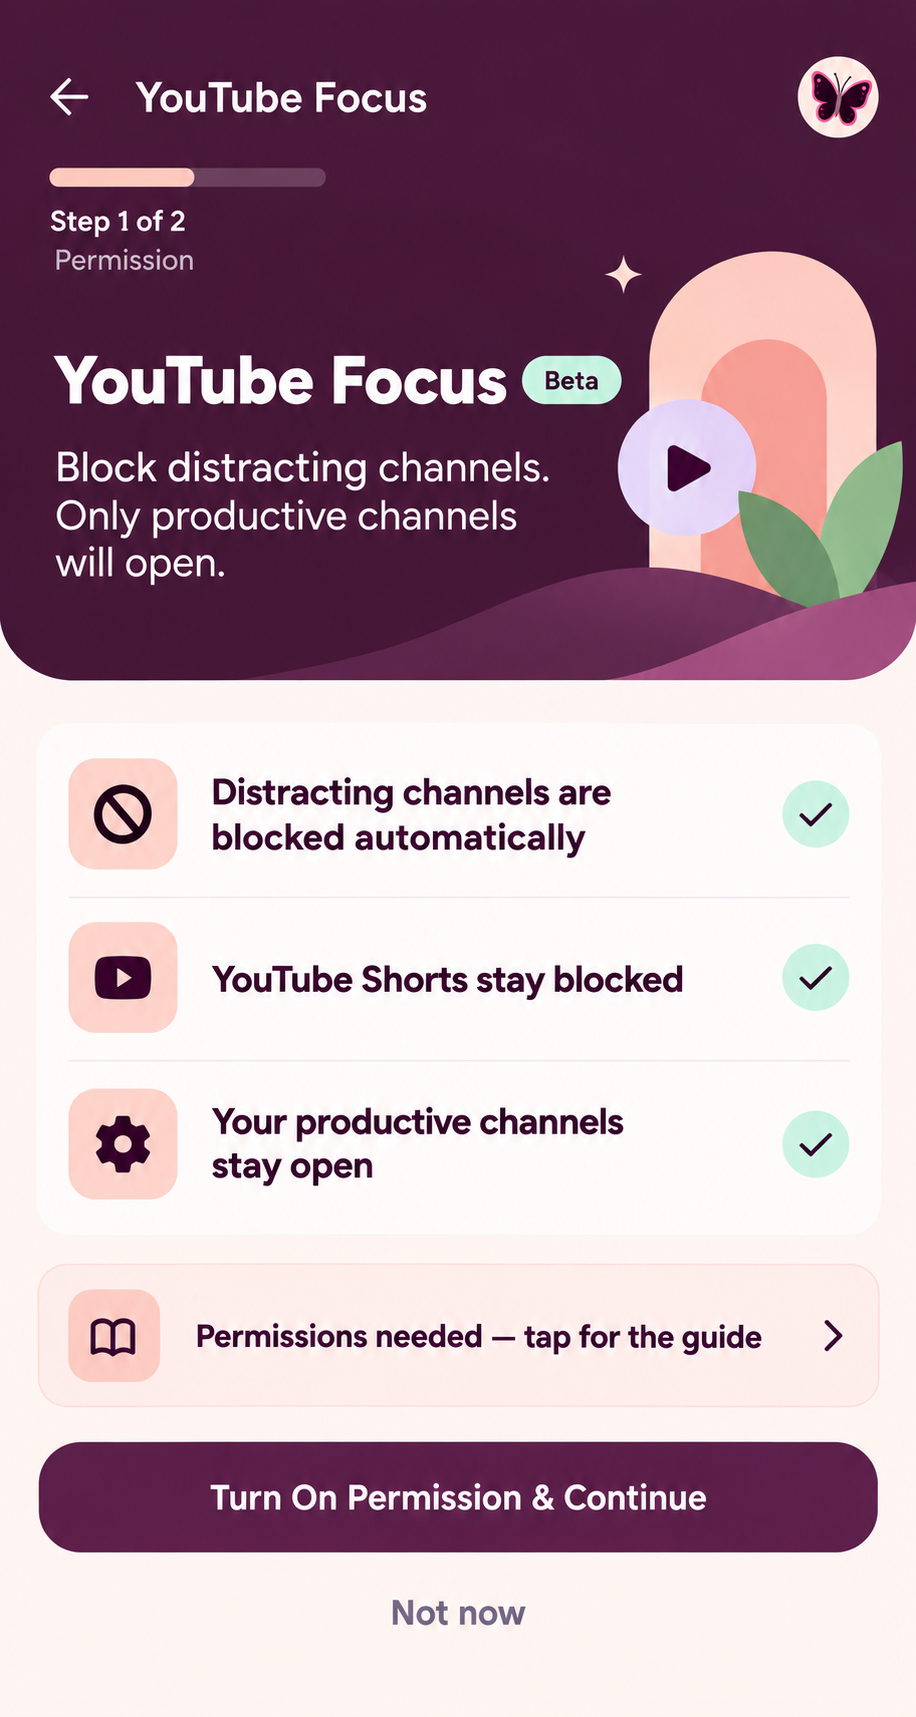 YouTube Focus
Step 1 of 2
Permission
YouTube Focus Beta
Block distracting channels.
Only productive channels
will open.
Distracting channels are
blocked automatically
YouTube Shorts stay blocked
Your productive channels
stay open
Permissions needed — tap for the guide
Turn On Permission & Continue
Not now